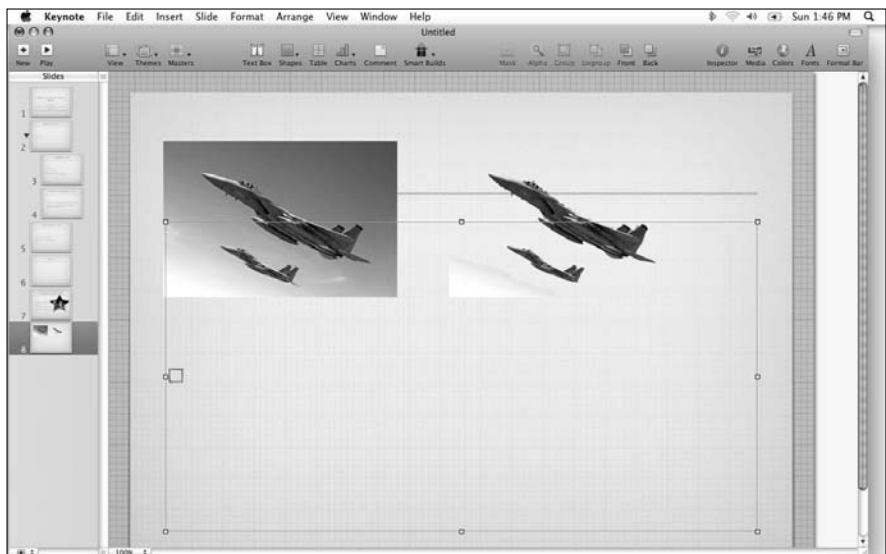 Keynote File Edit Insert Slide Format Arrange View Window Help Sun 1:46 PM
Untitled
New Play View Themes Masters Text Box Shapes Table Charts Comment Smart Builds Mask Alpha Group Ungroup Front Back Inspector Media Colors Fonts Format Bar
Slides
1
2
3
4
5
6
7
8
100%